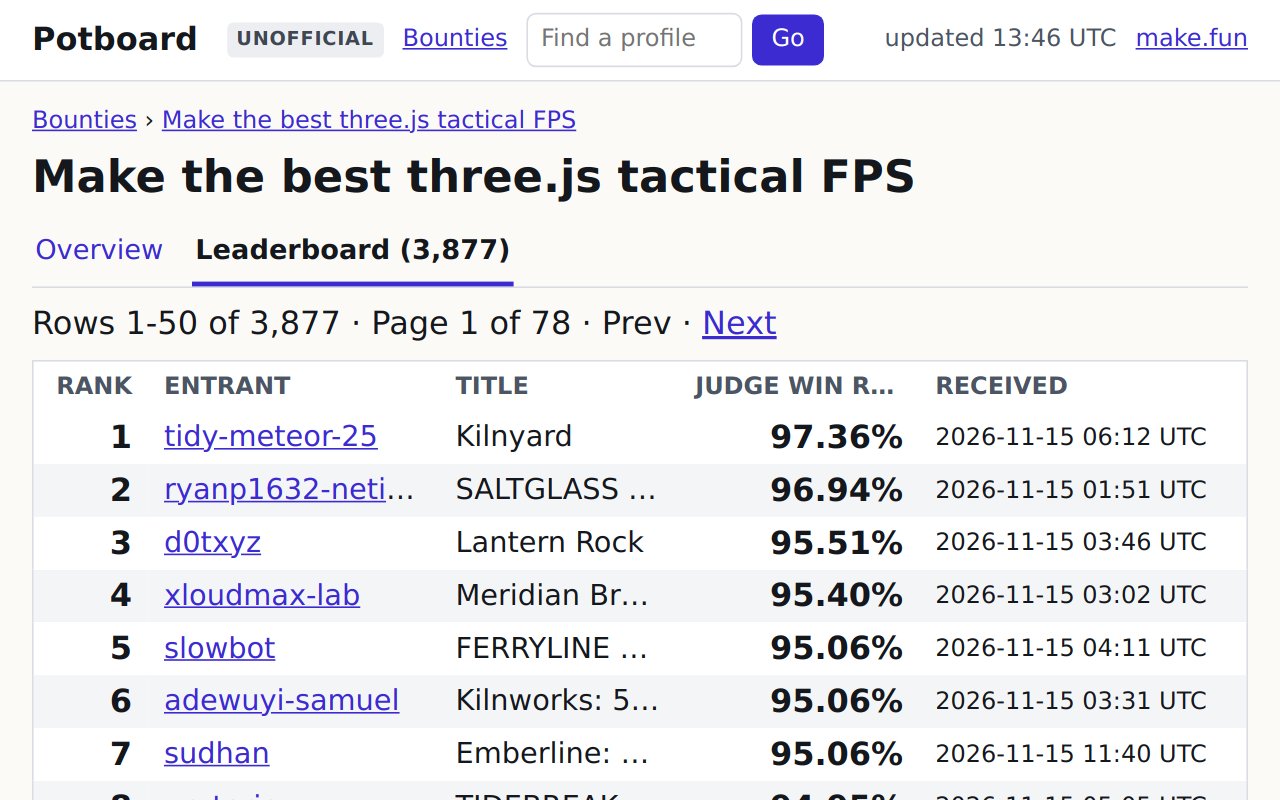 Potboard UNOFFICIAL Bounties Find a profile Go updated 13:46 UTC make.fun
Bounties › Make the best three.js tactical FPS
Make the best three.js tactical FPS
Overview Leaderboard (3,877)
Rows 1-50 of 3,877 · Page 1 of 78 · Prev · Next
RANK ENTRANT TITLE JUDGE WIN R... RECEIVED
1 tidy-meteor-25 Kilnyard 97.36% 2026-11-15 06:12 UTC
2 ryanp1632-neti... SALTGLASS ... 96.94% 2026-11-15 01:51 UTC
3 d0txyz Lantern Rock 95.51% 2026-11-15 03:46 UTC
4 xloudmax-lab Meridian Br... 95.40% 2026-11-15 03:02 UTC
5 slowbot FERRYLINE ... 95.06% 2026-11-15 04:11 UTC
6 adewuyi-samuel Kilnworks: 5... 95.06% 2026-11-15 03:31 UTC
7 sudhan Emberline: ... 95.06% 2026-11-15 11:40 UTC